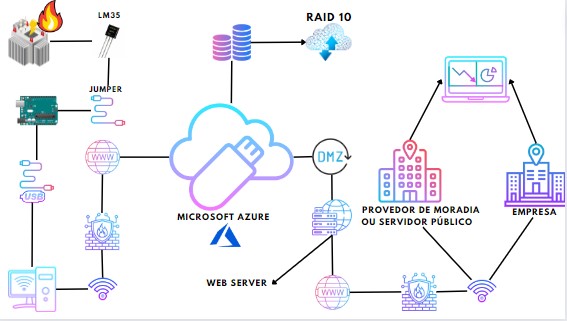 LM35
RAID 10
JUMPER
WWW
DMZ
USB
MICROSOFT AZURE
PROVEDOR DE MORADIA
OU SERVIDOR PÚBLICO
EMPRESA
WEB SERVER
WWW